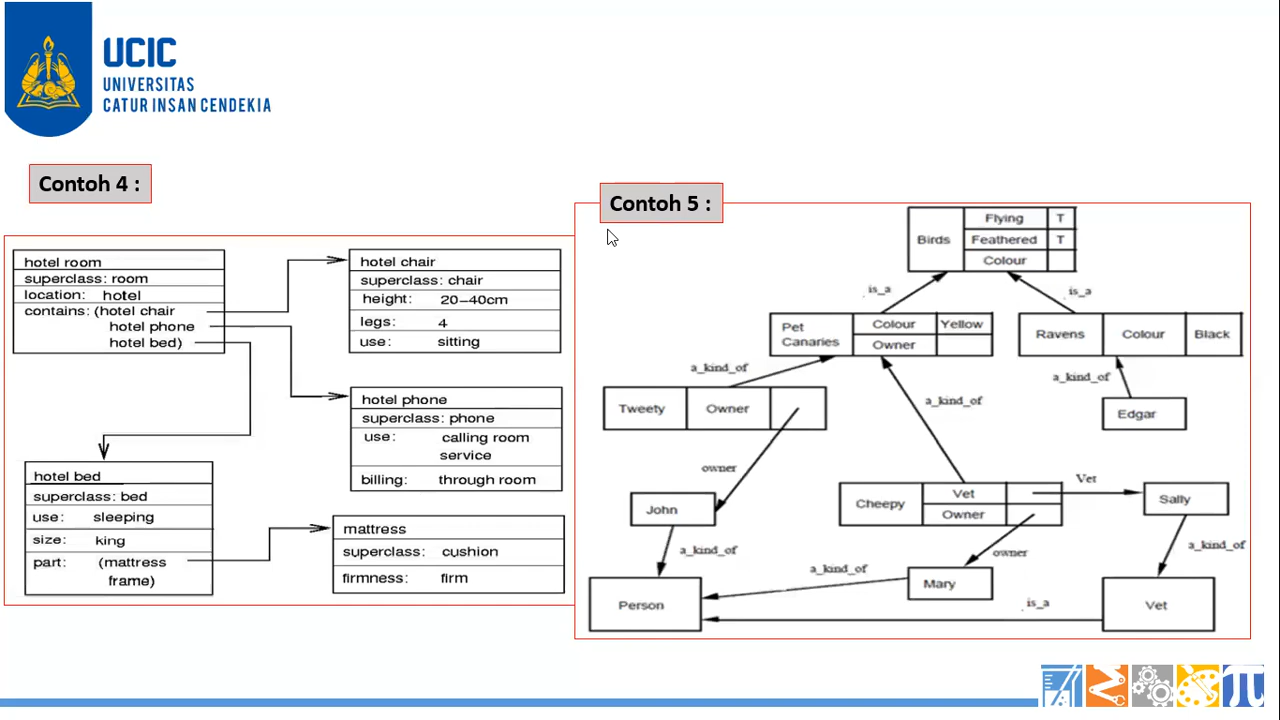 UCIC
UNIVERSITAS
CATUR INSAN CENDEKIA
Contoh 4 :
hotel room
superclass: room
location: hotel
contains: (hotel chair
hotel phone
hotel bed)
hotel chair
superclass: chair
height: 20–40cm
legs: 4
use: sitting
hotel phone
superclass: phone
use: calling room
service
billing: through room
hotel bed
superclass: bed
use: sleeping
size: king
part: (mattress
frame)
mattress
superclass: cushion
firmness: firm
Contoh 5 :
Birds
Flying T
Feathered T
Colour
is_a
is_a
Pet
Canaries
Colour Yellow
Owner
Ravens Colour Black
a_kind_of
a_kind_of
a_kind_of
Tweety Owner
Edgar
owner
Vet
John
Cheepy
Vet
Owner
Sally
a_kind_of
owner
a_kind_of
a_kind_of
Mary
Person
is_a
Vet